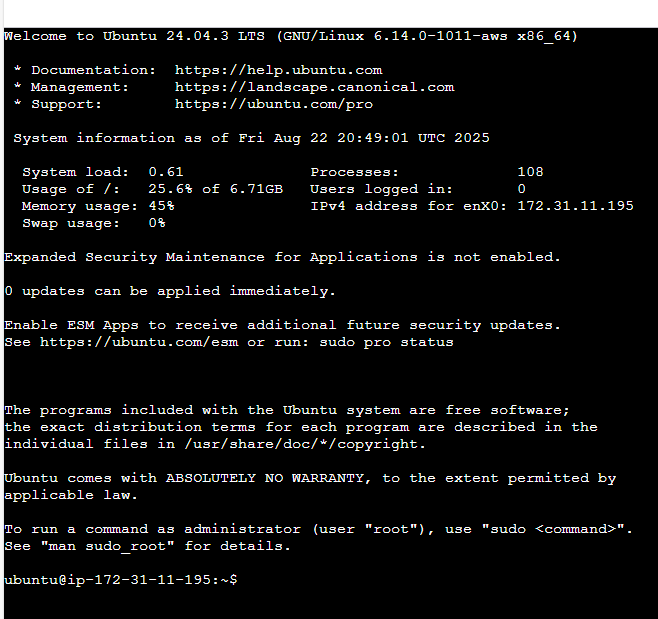 Welcome to Ubuntu 24.04.3 LTS (GNU/Linux 6.14.0-1011-aws x86_64)
* Documentation:  https://help.ubuntu.com
* Management:     https://landscape.canonical.com
* Support:        https://ubuntu.com/pro
System information as of Fri Aug 22 20:49:01 UTC 2025
System load:  0.61              Processes:             108
Usage of /:   25.6% of 6.71GB   Users logged in:       0
Memory usage: 45%               IPv4 address for enX0: 172.31.11.195
Swap usage:   0%
Expanded Security Maintenance for Applications is not enabled.
0 updates can be applied immediately.
Enable ESM Apps to receive additional future security updates.
See https://ubuntu.com/esm or run: sudo pro status
The programs included with the Ubuntu system are free software;
the exact distribution terms for each program are described in the
individual files in /usr/share/doc/*/copyright.
Ubuntu comes with ABSOLUTELY NO WARRANTY, to the extent permitted by
applicable law.
To run a command as administrator (user "root"), use "sudo <command>".
See "man sudo_root" for details.
ubuntu@ip-172-31-11-195:~$